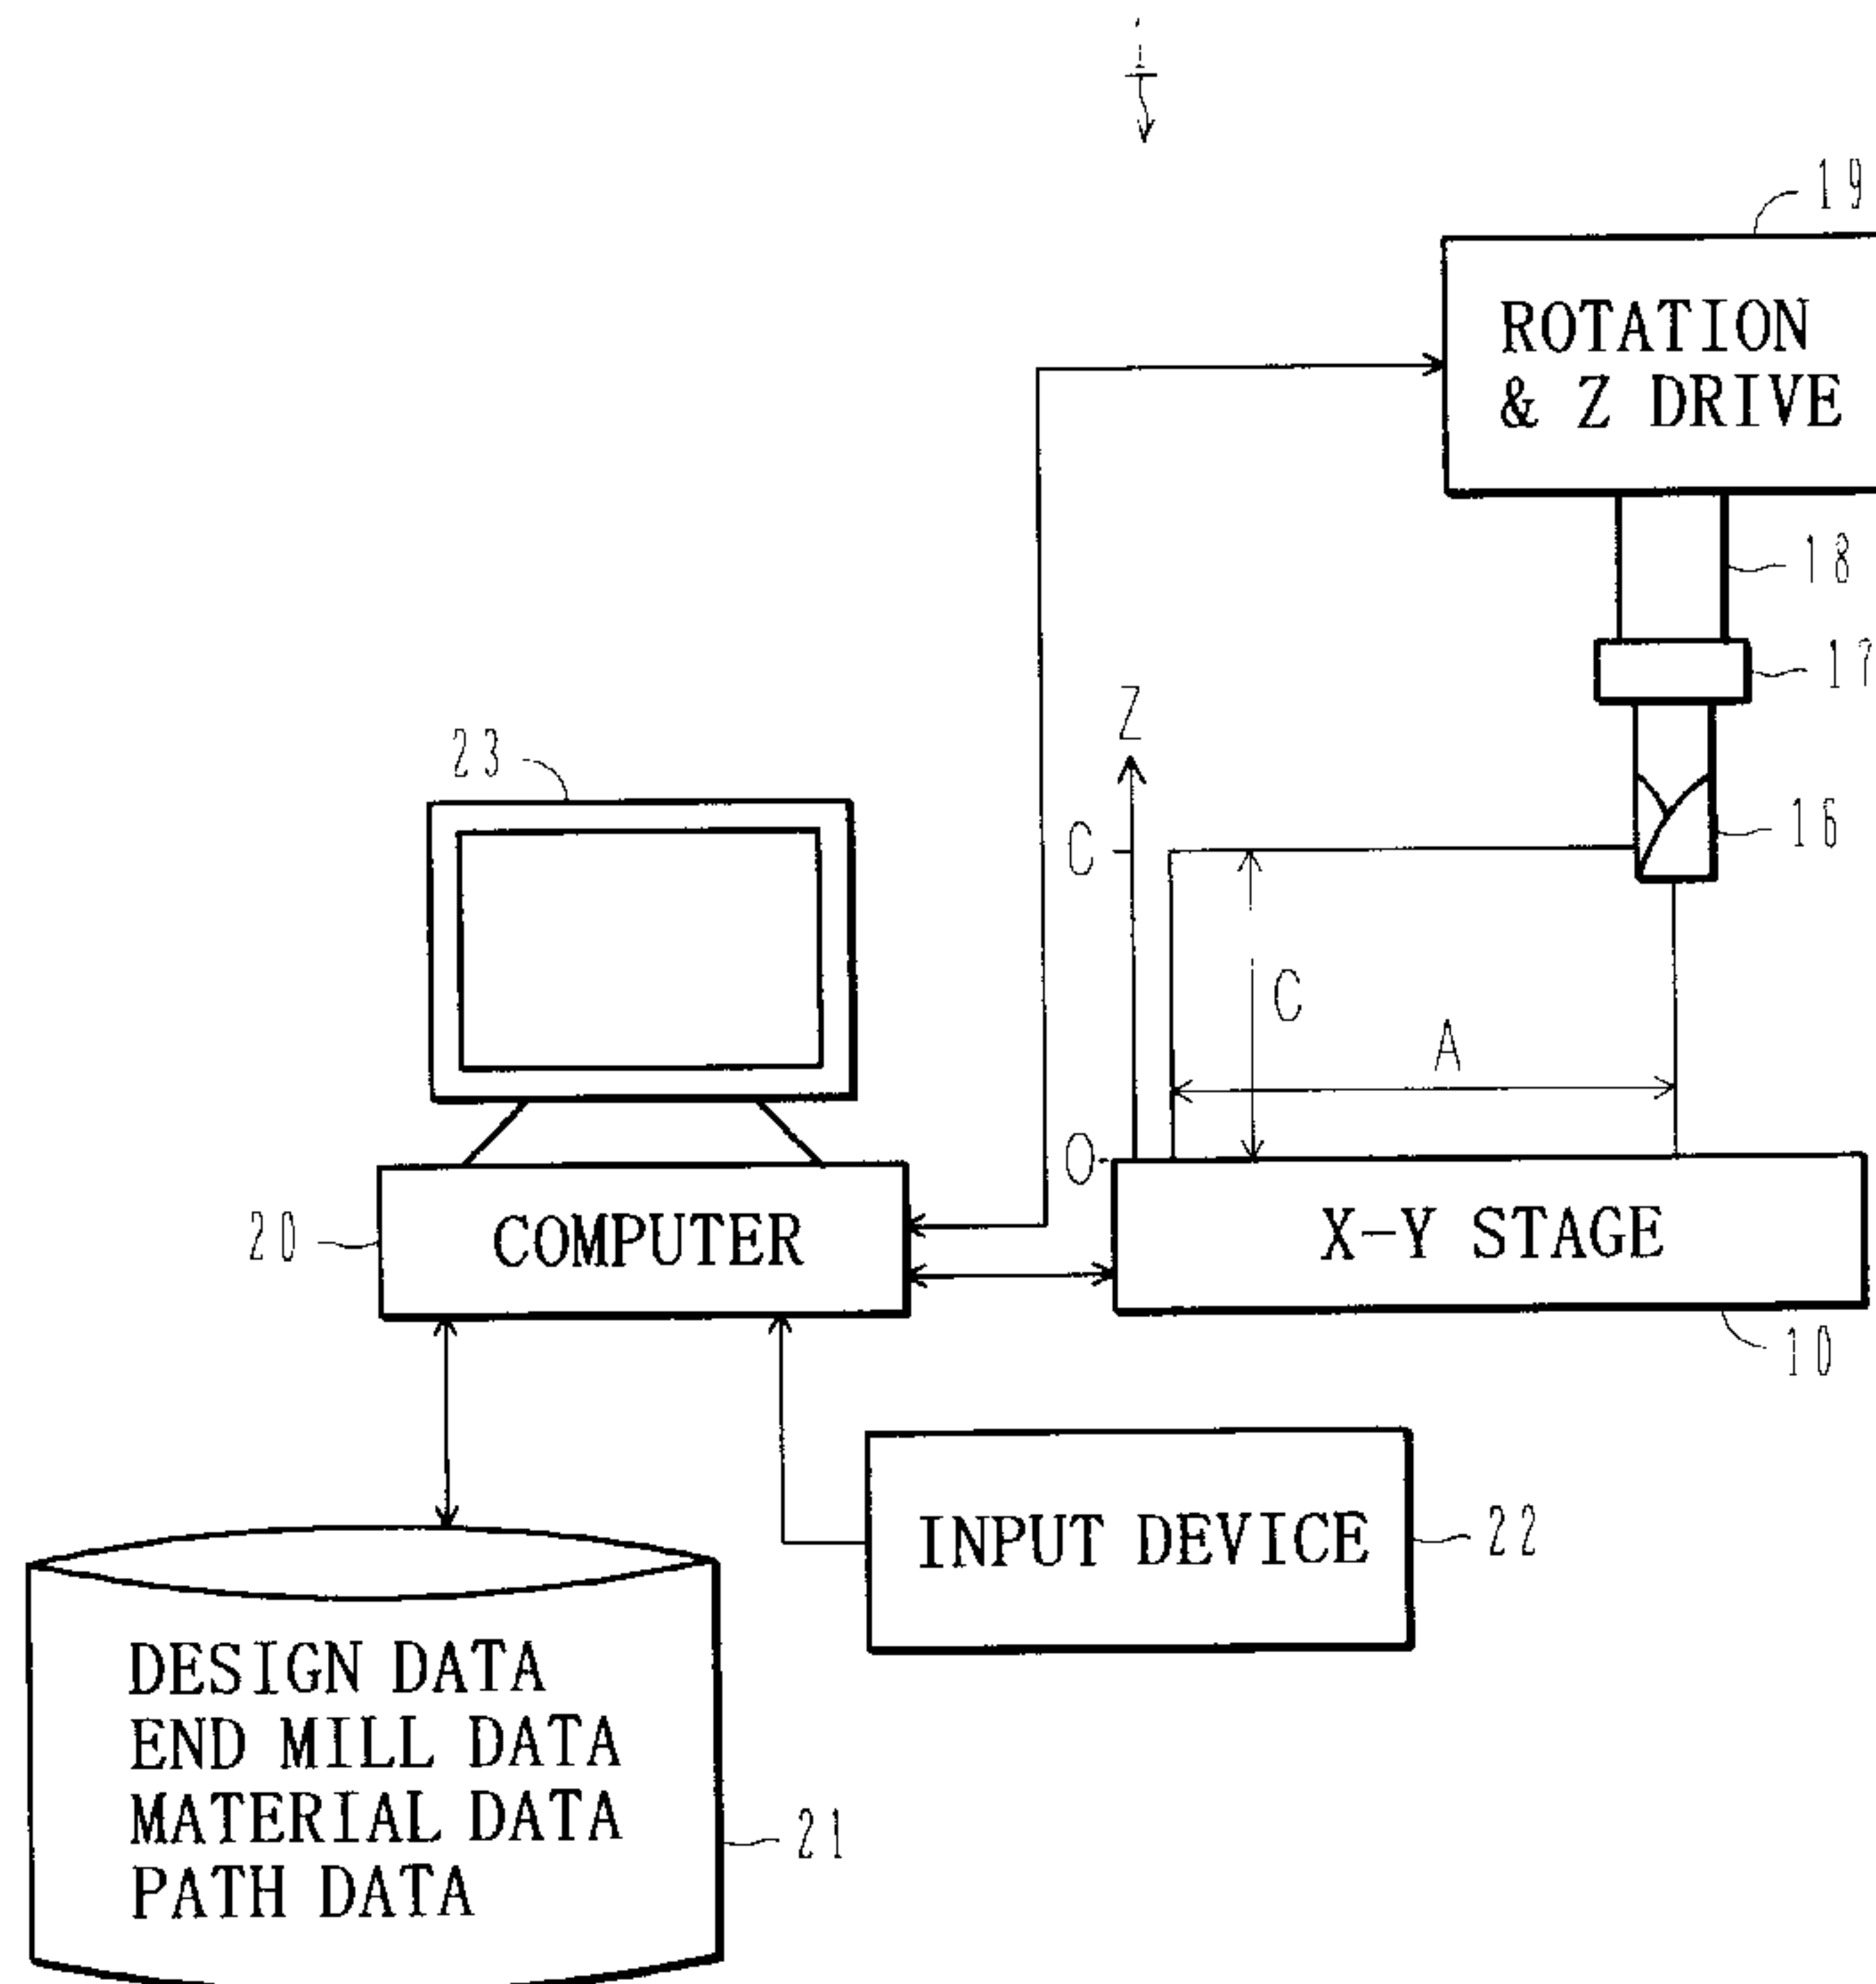 1
19
ROTATION
& Z DRIVE
18
17
Z
23
16
C
C
A
O
20
COMPUTER
X-Y STAGE
10
INPUT DEVICE
22
DESIGN DATA
END MILL DATA
MATERIAL DATA
PATH DATA
21